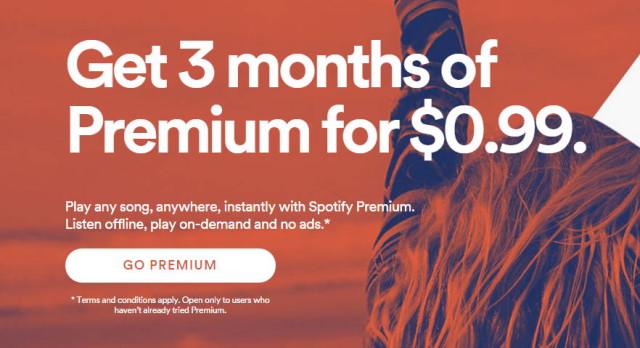 Get 3 months of
Premium for $0.99.
Play any song, anywhere, instantly with Spotify Premium.
Listen offline, play on-demand and no ads.*
GO PREMIUM
* Terms and conditions apply. Open only to users who
haven't already tried Premium.